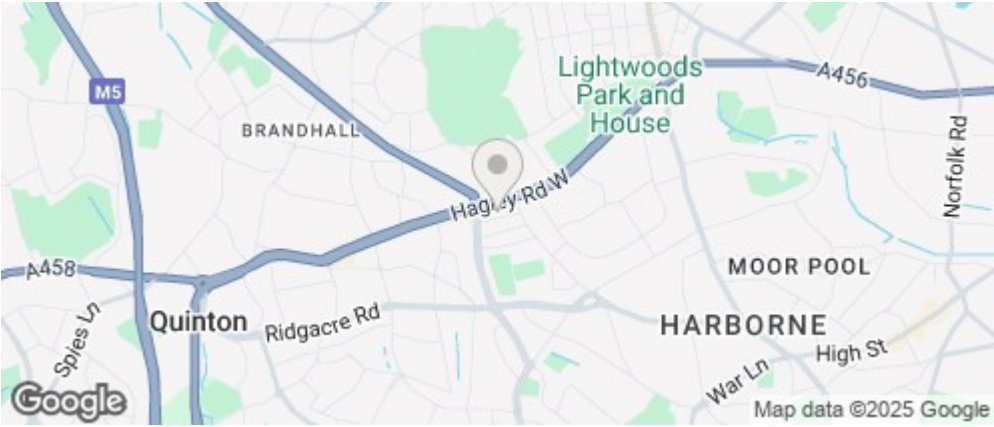 Lightwoods
Park and
House
A456
M5
BRANDHALL
Norfolk Rd
Hagley Rd W
A458
MOOR POOL
Spies Ln
Quinton
Ridgacre Rd
HARBORNE
High St
War Ln
Google
Map data ©2025 Google